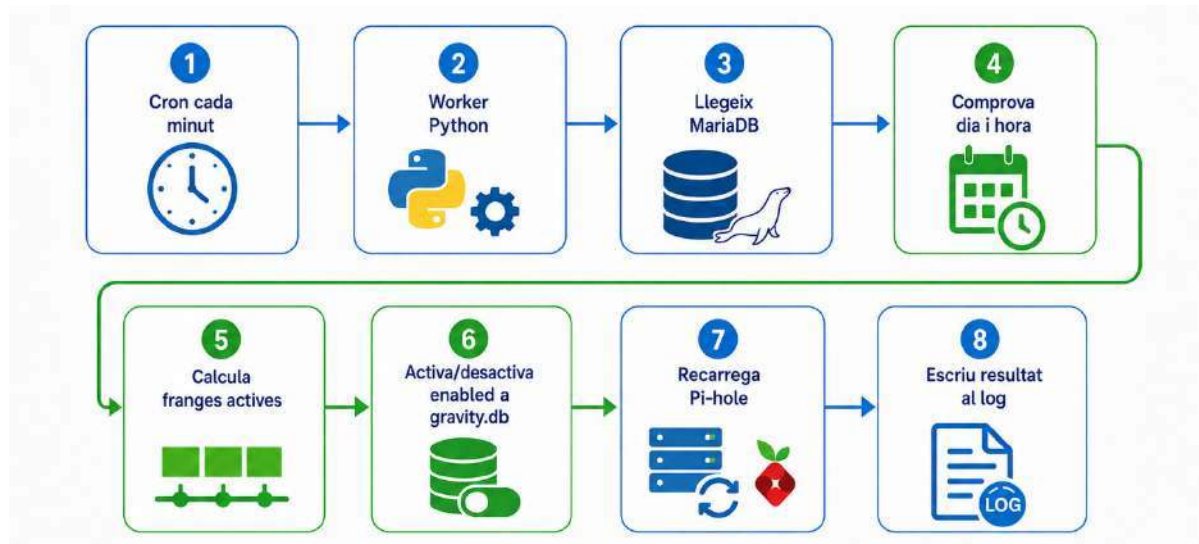 1
Cron cada
minut
2
Worker
Python
3
Llegeix
MariaDB
4
Comprova
dia i hora
5
Calcula
franges actives
6
Activa/desactiva
enabled a
gravity.db
7
Recarrega
Pi-hole
8
Escriu resultat
al log
LOG